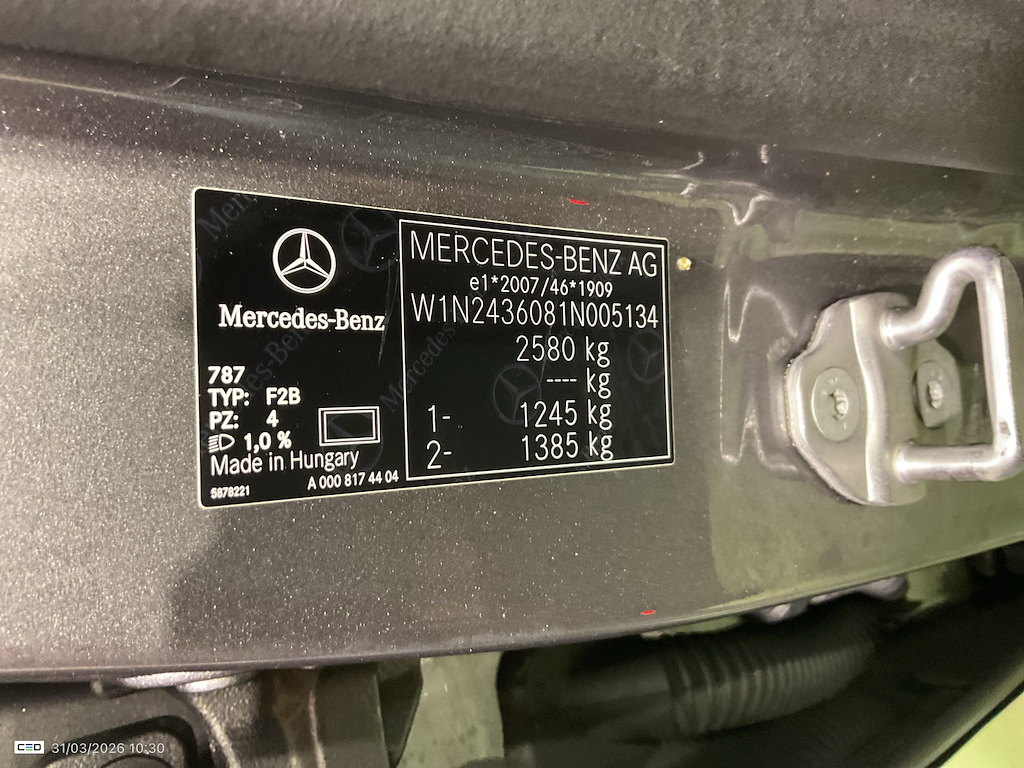 Mercedes-Benz
787
TYP: F2B
PZ: 4
1,0 %
Made in Hungary
5878221
A 000 817 44 04
MERCEDES-BENZ AG
e1*2007/46*1909
W1N2436081N005134
2580 kg
---- kg
1- 1245 kg
2- 1385 kg
31/03/2026 10:30